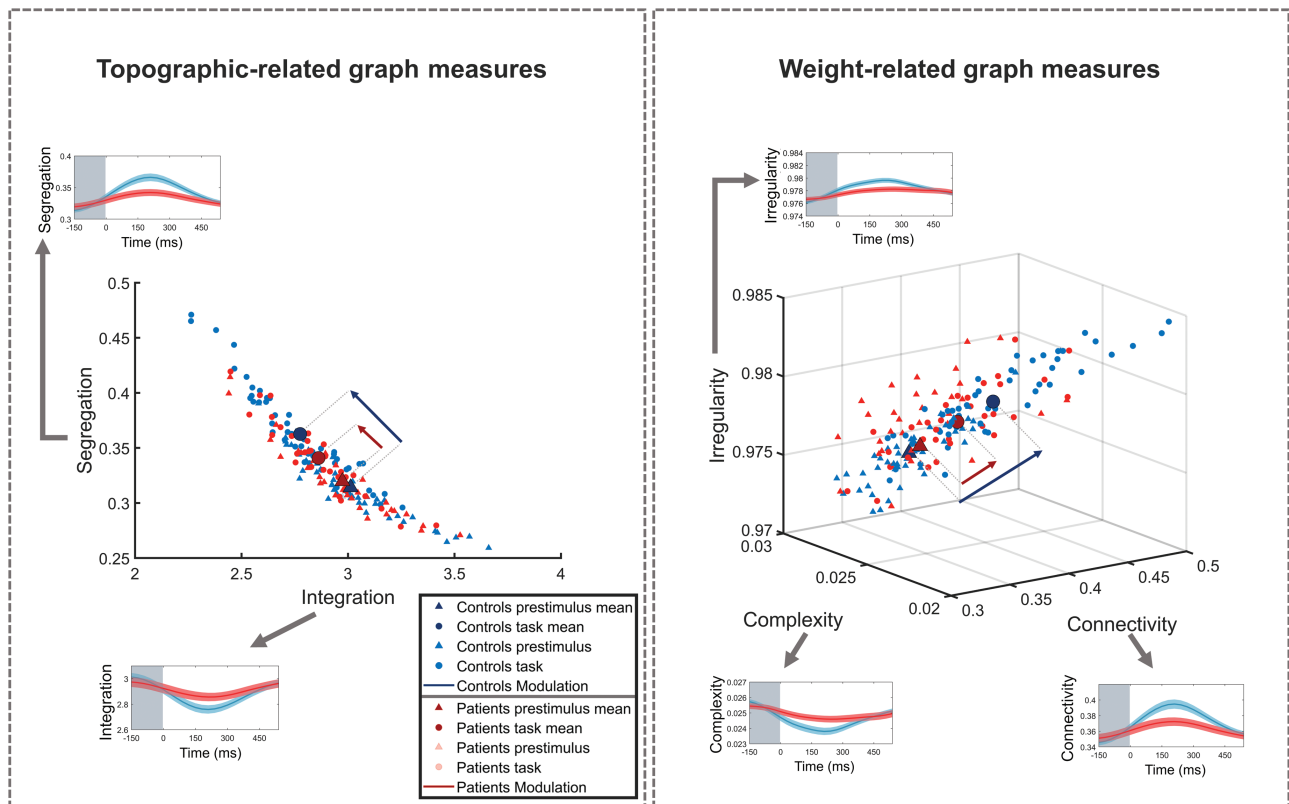 Topographic-related graph measures
Segregation
0.4
0.35
0.3
-150 0 150 300 450
Time (ms)
Segregation
0.5
0.45
0.4
0.35
0.3
0.25
2 2.5 3 3.5 4
Integration
Integration
3
2.8
2.6
-150 0 150 300 450
Time (ms)
Controls prestimulus mean
Controls task mean
Controls prestimulus
Controls task
Controls Modulation
Patients prestimulus mean
Patients task mean
Patients prestimulus
Patients task
Patients Modulation
Weight-related graph measures
Irregularity
0.984
0.982
0.98
0.978
0.976
0.974
-150 0 150 300 450
Time (ms)
Irregularity
0.985
0.98
0.975
0.97
0.03
0.025
0.02
0.3
0.35
0.4
0.45
0.5
Complexity
Connectivity
Complexity
0.027
0.026
0.025
0.024
0.023
-150 0 150 300 450
Time (ms)
Connectivity
0.4
0.38
0.36
0.34
-150 0 150 300 450
Time (ms)